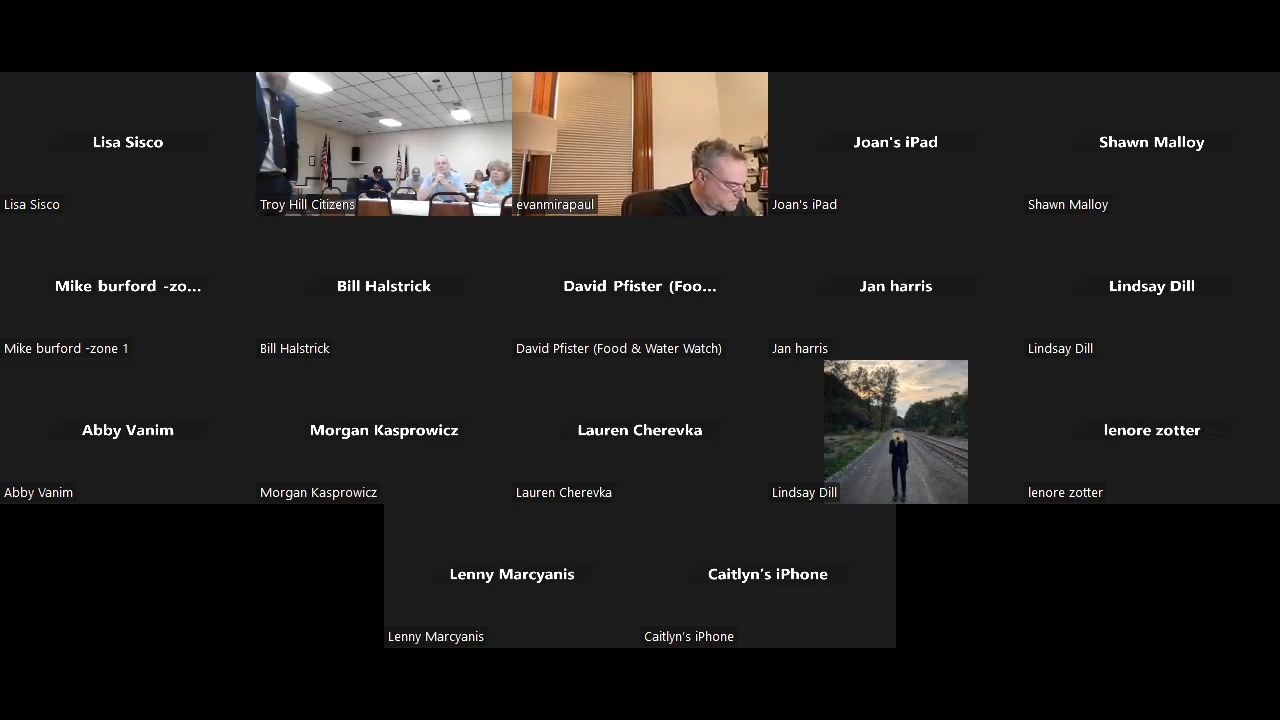 Lisa Sisco
Joan's iPad
Shawn Malloy
Lisa Sisco
Troy Hill Citizens
evanmirapaul
Joan's iPad
Shawn Malloy
Mike burford -zo...
Bill Halstrick
David Pfister (Foo...
Jan harris
Lindsay Dill
Mike burford -zone 1
Bill Halstrick
David Pfister (Food & Water Watch)
Jan harris
Lindsay Dill
Abby Vanim
Morgan Kasprowicz
Lauren Cherevka
lenore zotter
Abby Vanim
Morgan Kasprowicz
Lauren Cherevka
Lindsay Dill
lenore zotter
Lenny Marcyanis
Caitlyn's iPhone
Lenny Marcyanis
Caitlyn's iPhone